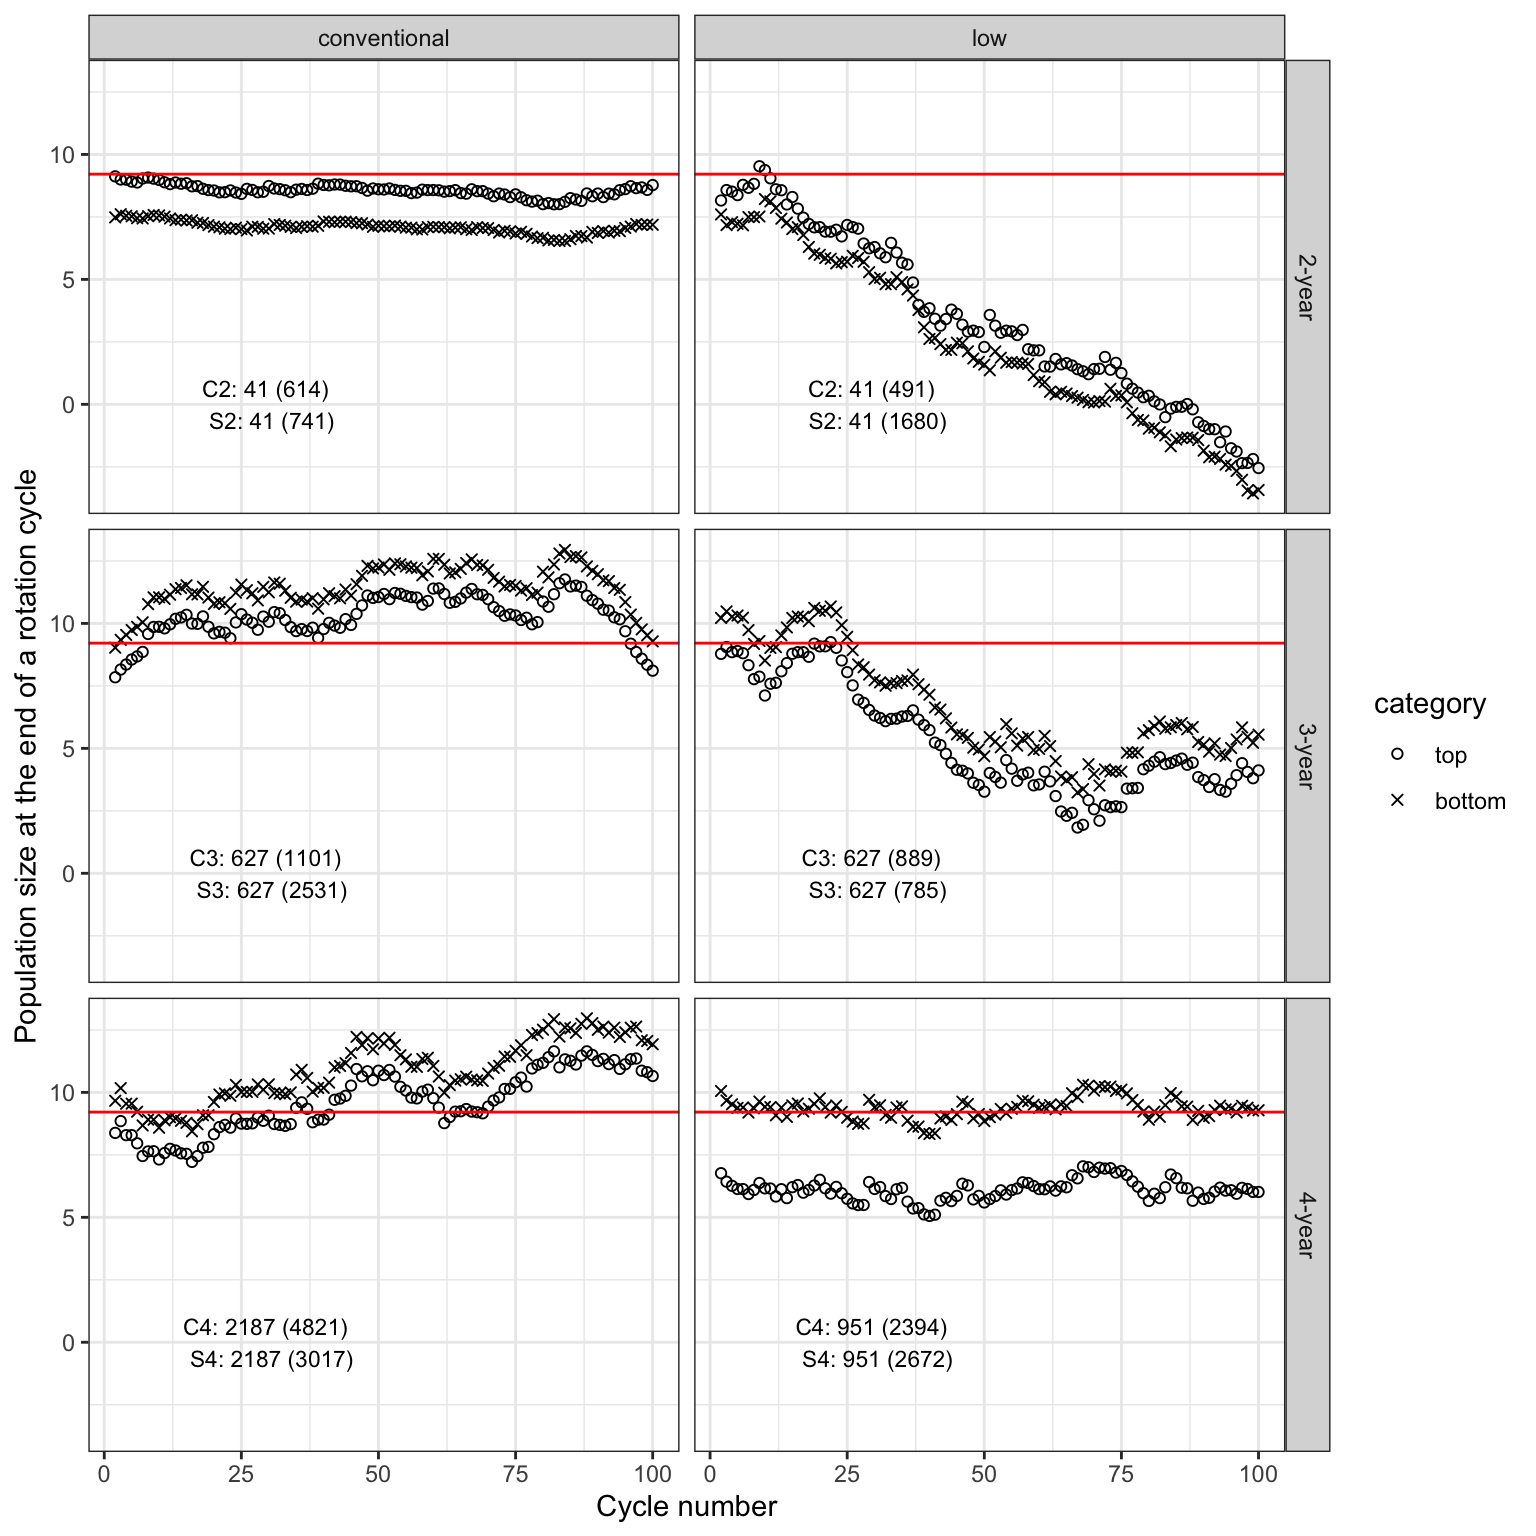 conventional
low
Population size at the end of a rotation cycle
10
5
0
C2: 41 (614)
S2: 41 (741)
C2: 41 (491)
S2: 41 (1680)
2-year
10
5
0
C3: 627 (1101)
S3: 627 (2531)
C3: 627 (889)
S3: 627 (785)
3-year
category
top
bottom
10
5
0
C4: 2187 (4821)
S4: 2187 (3017)
C4: 951 (2394)
S4: 951 (2672)
4-year
0 25 50 75 100
0 25 50 75 100
Cycle number